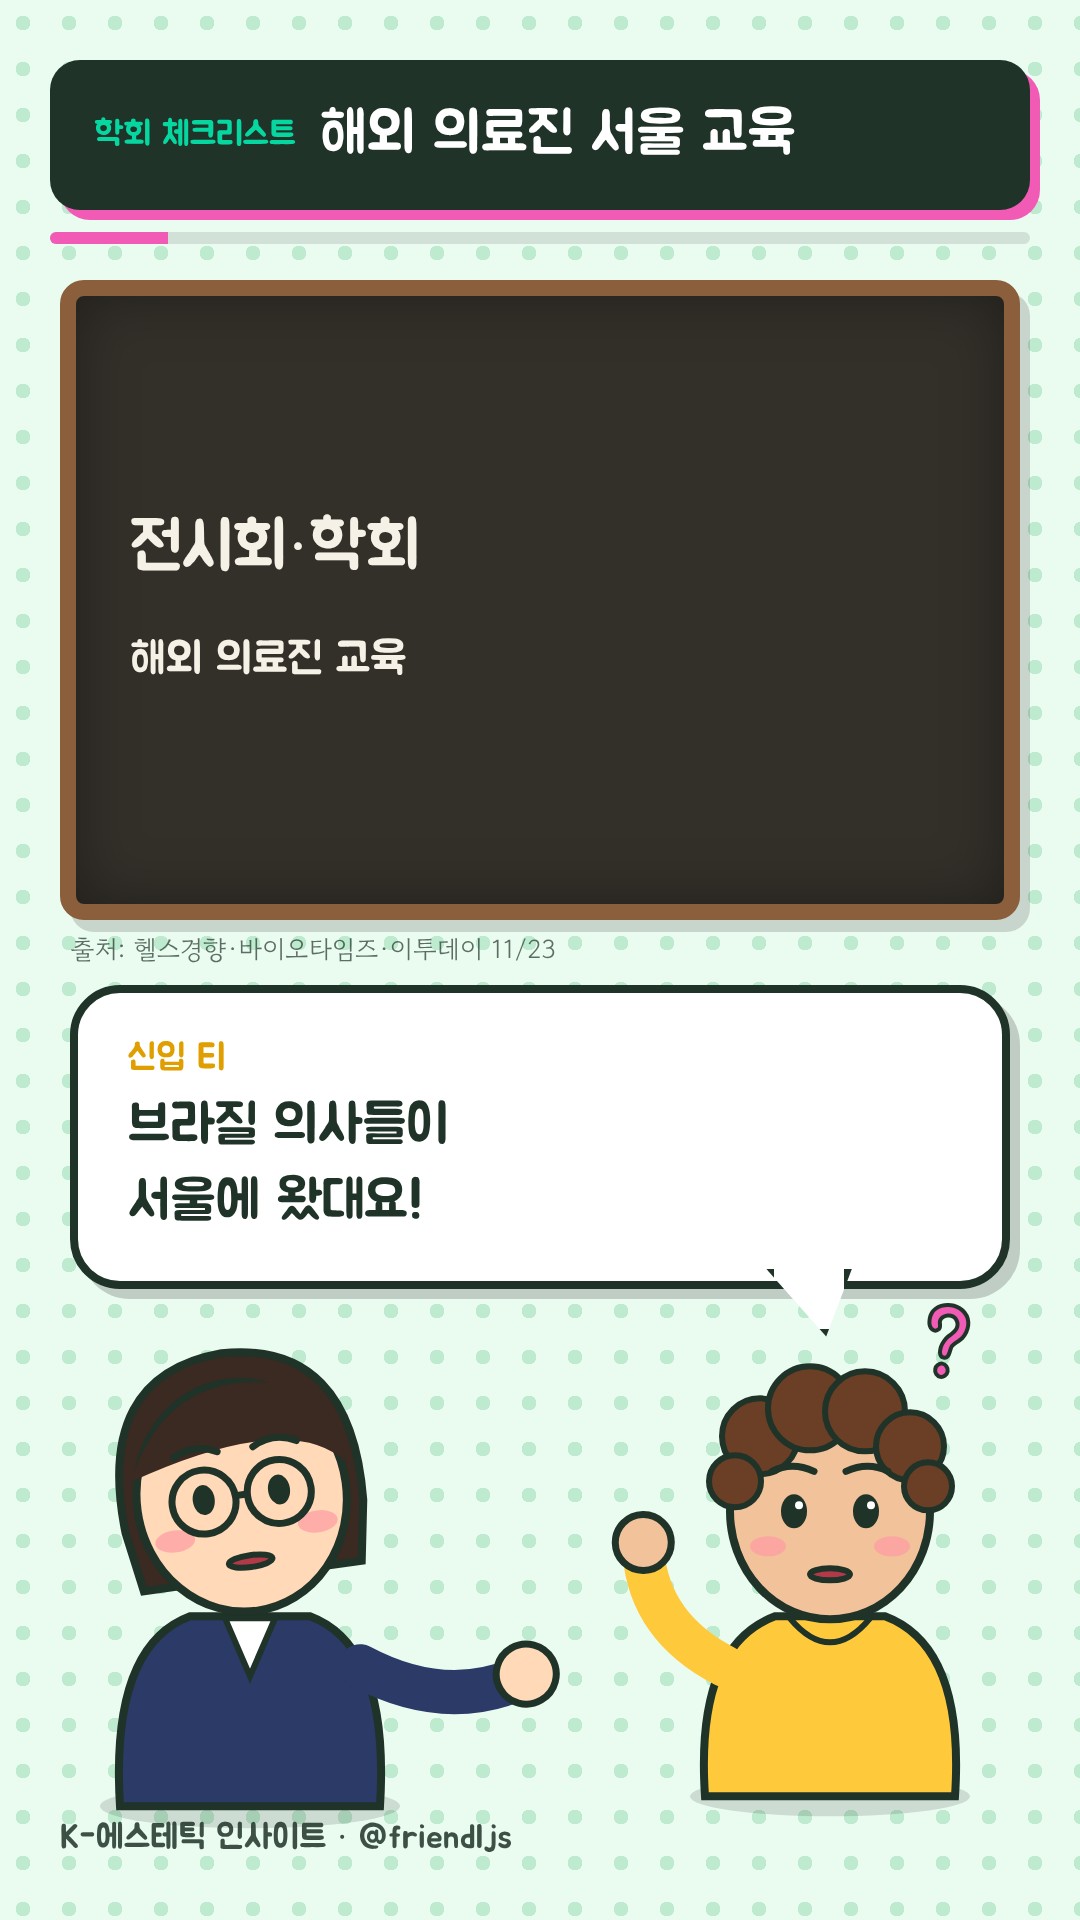 학회 체크리스트 해외 의료진 서울 교육
전시회·학회
해외 의료진 교육
출처: 헬스경향·바이오타임즈·이투데이 11/23
신입 티
브라질 의사들이
서울에 왔대요!
?
K-에스테틱 인사이트 · @friendljs